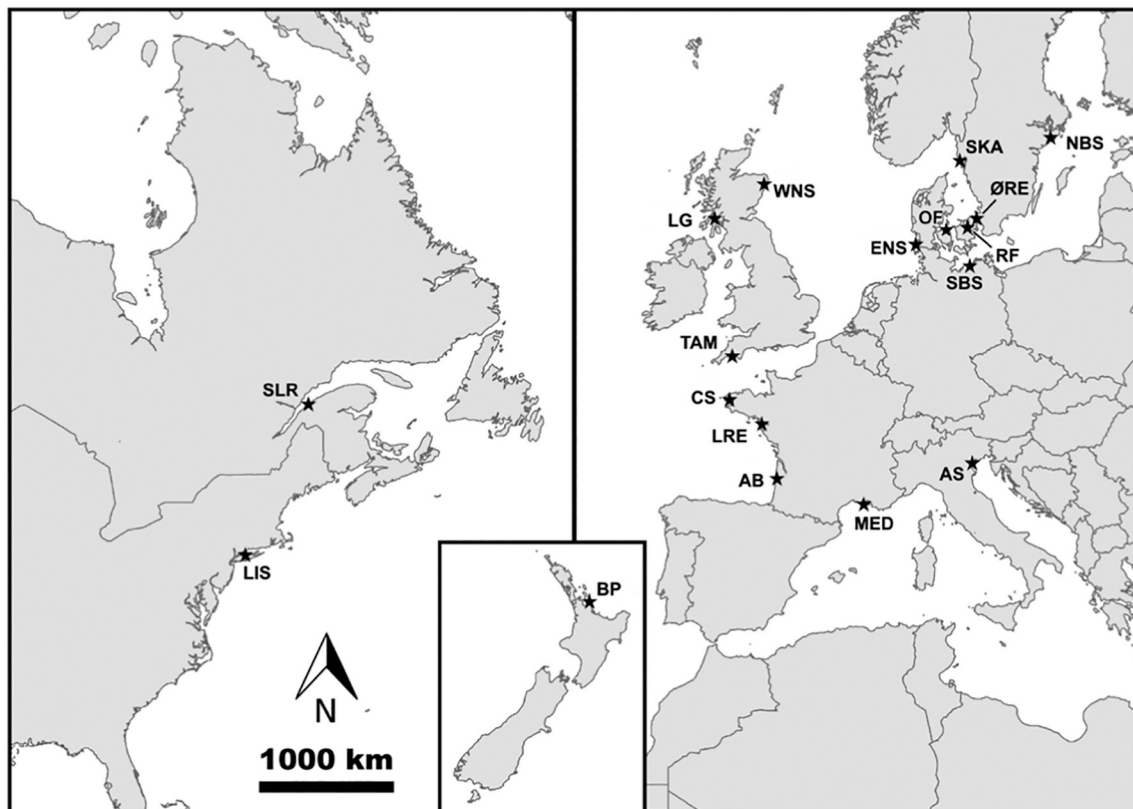 SKA
NBS
WNS
ØRE
LG
OF
ENS
RF
SBS
TAM
SLR
CS
LRE
AS
AB
MED
LIS
BP
N
1000 km